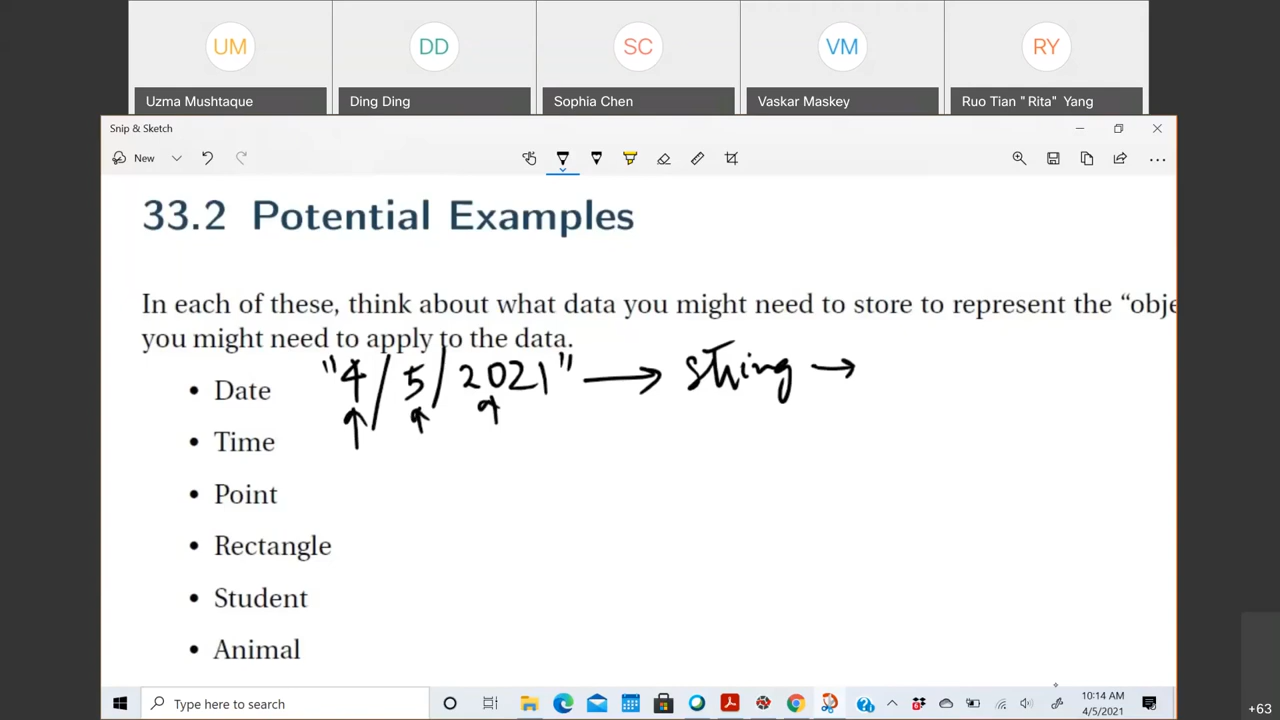 UM
DD
SC
VM
RY
Uzma Mushtaque
Ding Ding
Sophia Chen
Vaskar Maskey
Ruo Tian "Rita" Yang
Snip & Sketch
New
33.2 Potential Examples
In each of these, think about what data you might need to store to represent the “obje
you might need to apply to the data.
• Date "4/5/2021" → string →
• Time
• Point
• Rectangle
• Student
• Animal
Type here to search
10:14 AM
4/5/2021
+63